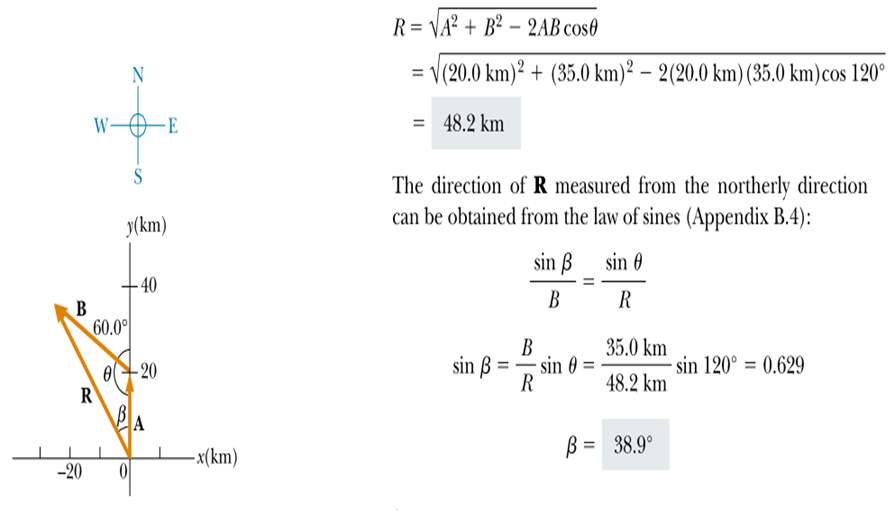 N
W E
S
y(km)
40
B
60.0°
θ 20
R
β A
x(km)
−20 0
R = √A² + B² − 2AB cosθ
= √(20.0 km)² + (35.0 km)² − 2(20.0 km)(35.0 km)cos 120°
= 48.2 km
The direction of R measured from the northerly direction
can be obtained from the law of sines (Appendix B.4):
sin β / B = sin θ / R
sin β = B / R sin θ = 35.0 km / 48.2 km sin 120° = 0.629
β = 38.9°